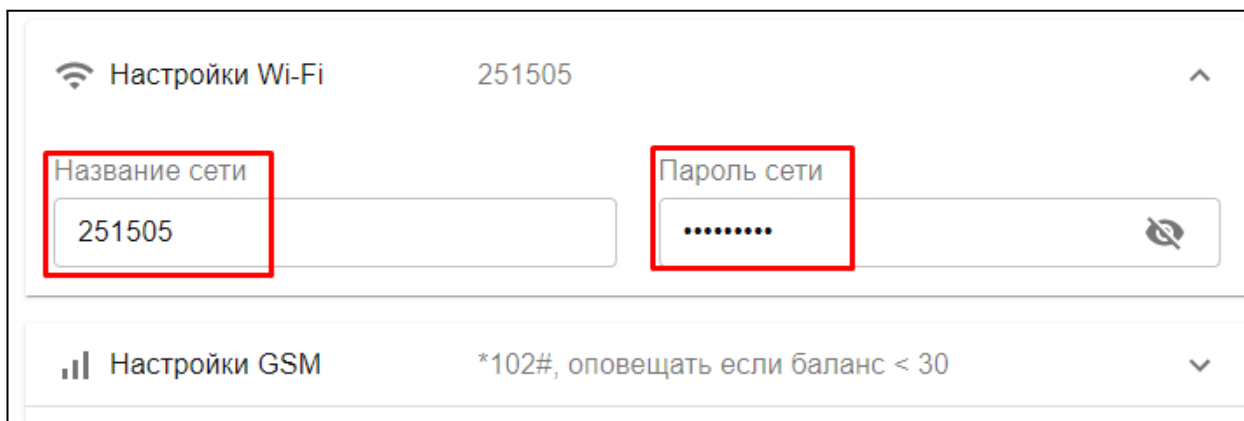 Настройки Wi-Fi 251505
Название сети Пароль сети
251505 •••••••••
Настройки GSM *102#, оповещать если баланс < 30